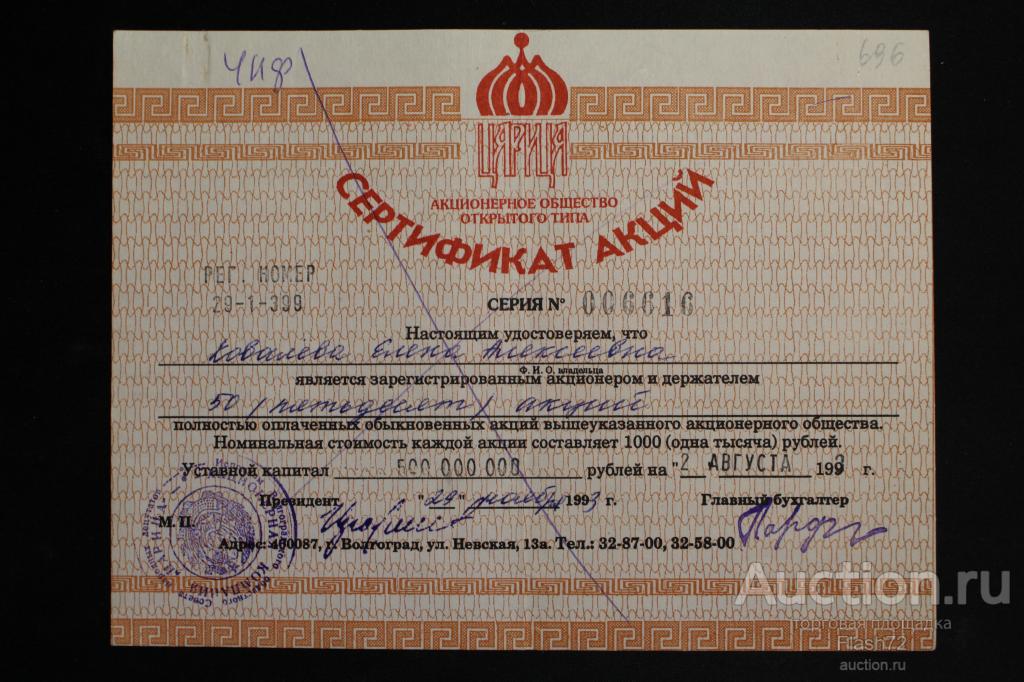 ЧИФ
696
ЦАРИЦА
АКЦИОНЕРНОЕ ОБЩЕСТВО
ОТКРЫТОГО ТИПА
СЕРТИФИКАТ АКЦИЙ
РЕГ. НОМЕР
29-1-399
СЕРИЯ № 006616
Настоящим удостоверяем, что
Ковалева Елена Алексеевна
Ф. И. О. владельца
является зарегистрированным акционером и держателем
50 (пятьдесят) акций
полностью оплаченных обыкновенных акций вышеуказанного акционерного общества.
Номинальная стоимость каждой акции составляет 1000 (одна тысяча) рублей.
Уставной капитал 500 000 000 рублей на "2 АВГУСТА 1993 г.
Президент "29" ноября 1993 г. Главный бухгалтер
М. П.
Адрес: 400087, г. Волгоград, ул. Невская, 13а. Тел.: 32-87-00, 32-58-00
Auction.ru
торговая площадка
Flash72
auction.ru